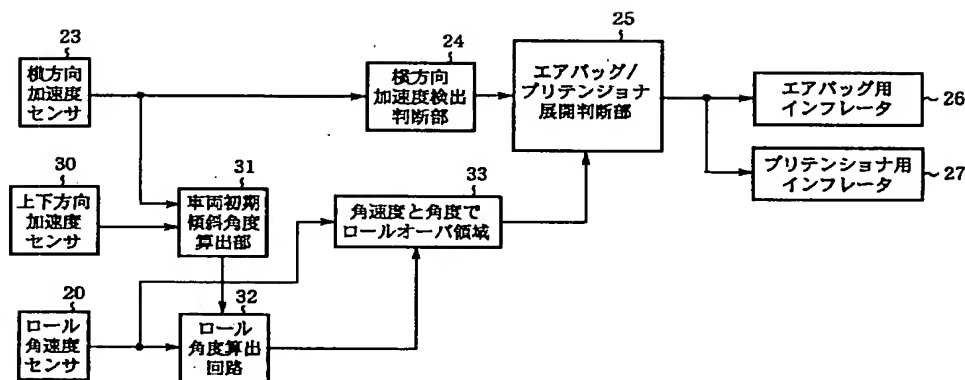 23
横方向
加速度
センサ
24
横方向
加速度検出
判断部
25
エアバッグ/
プリテンショナ
展開判断部
エアバッグ用
インフレータ
26
プリテンショナ用
インフレータ
27
30
上下方向
加速度
センサ
31
車両初期
傾斜角度
算出部
33
角速度と角度で
ロールオーバ領域
20
ロール
角速度
センサ
32
ロール
角度算出
回路